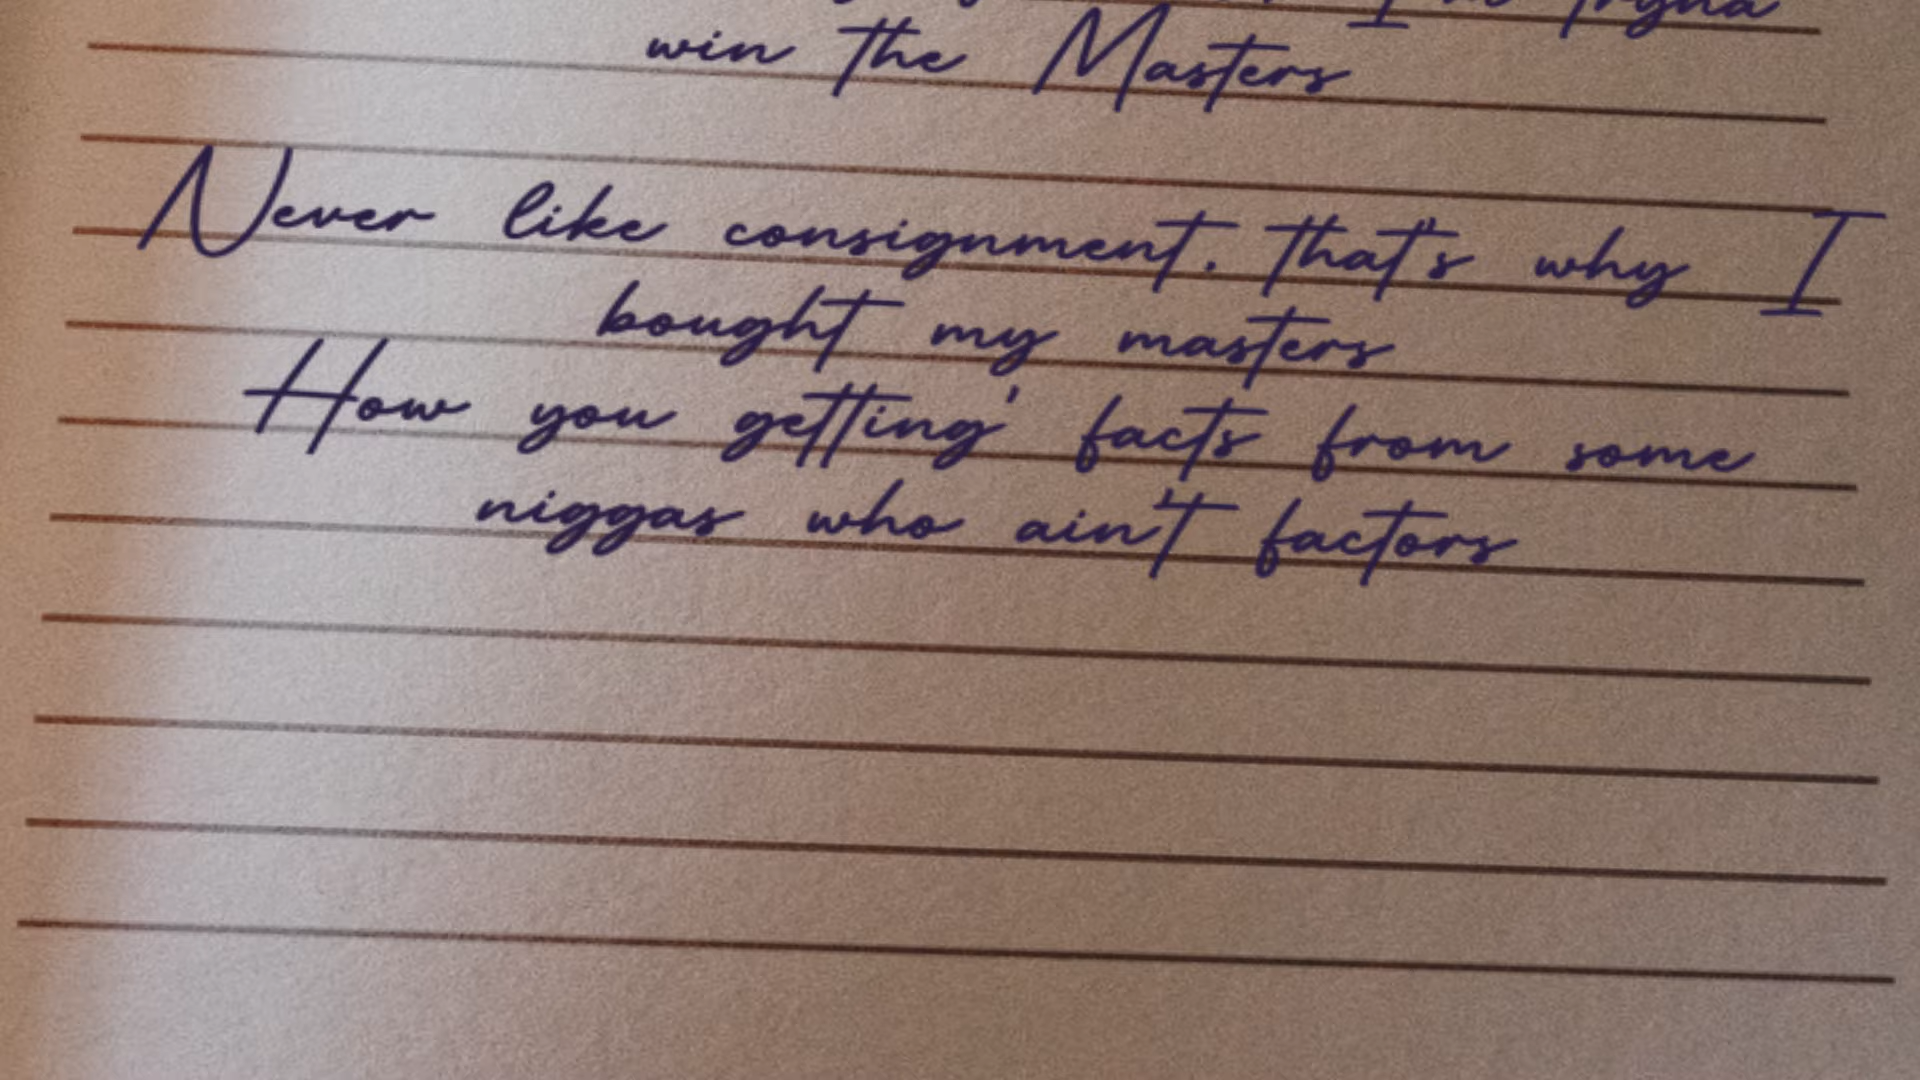 I'm tryna
win the Masters
Never like consignment, that's why I
bought my masters
How you getting' facts from some
niggas who ain't factors